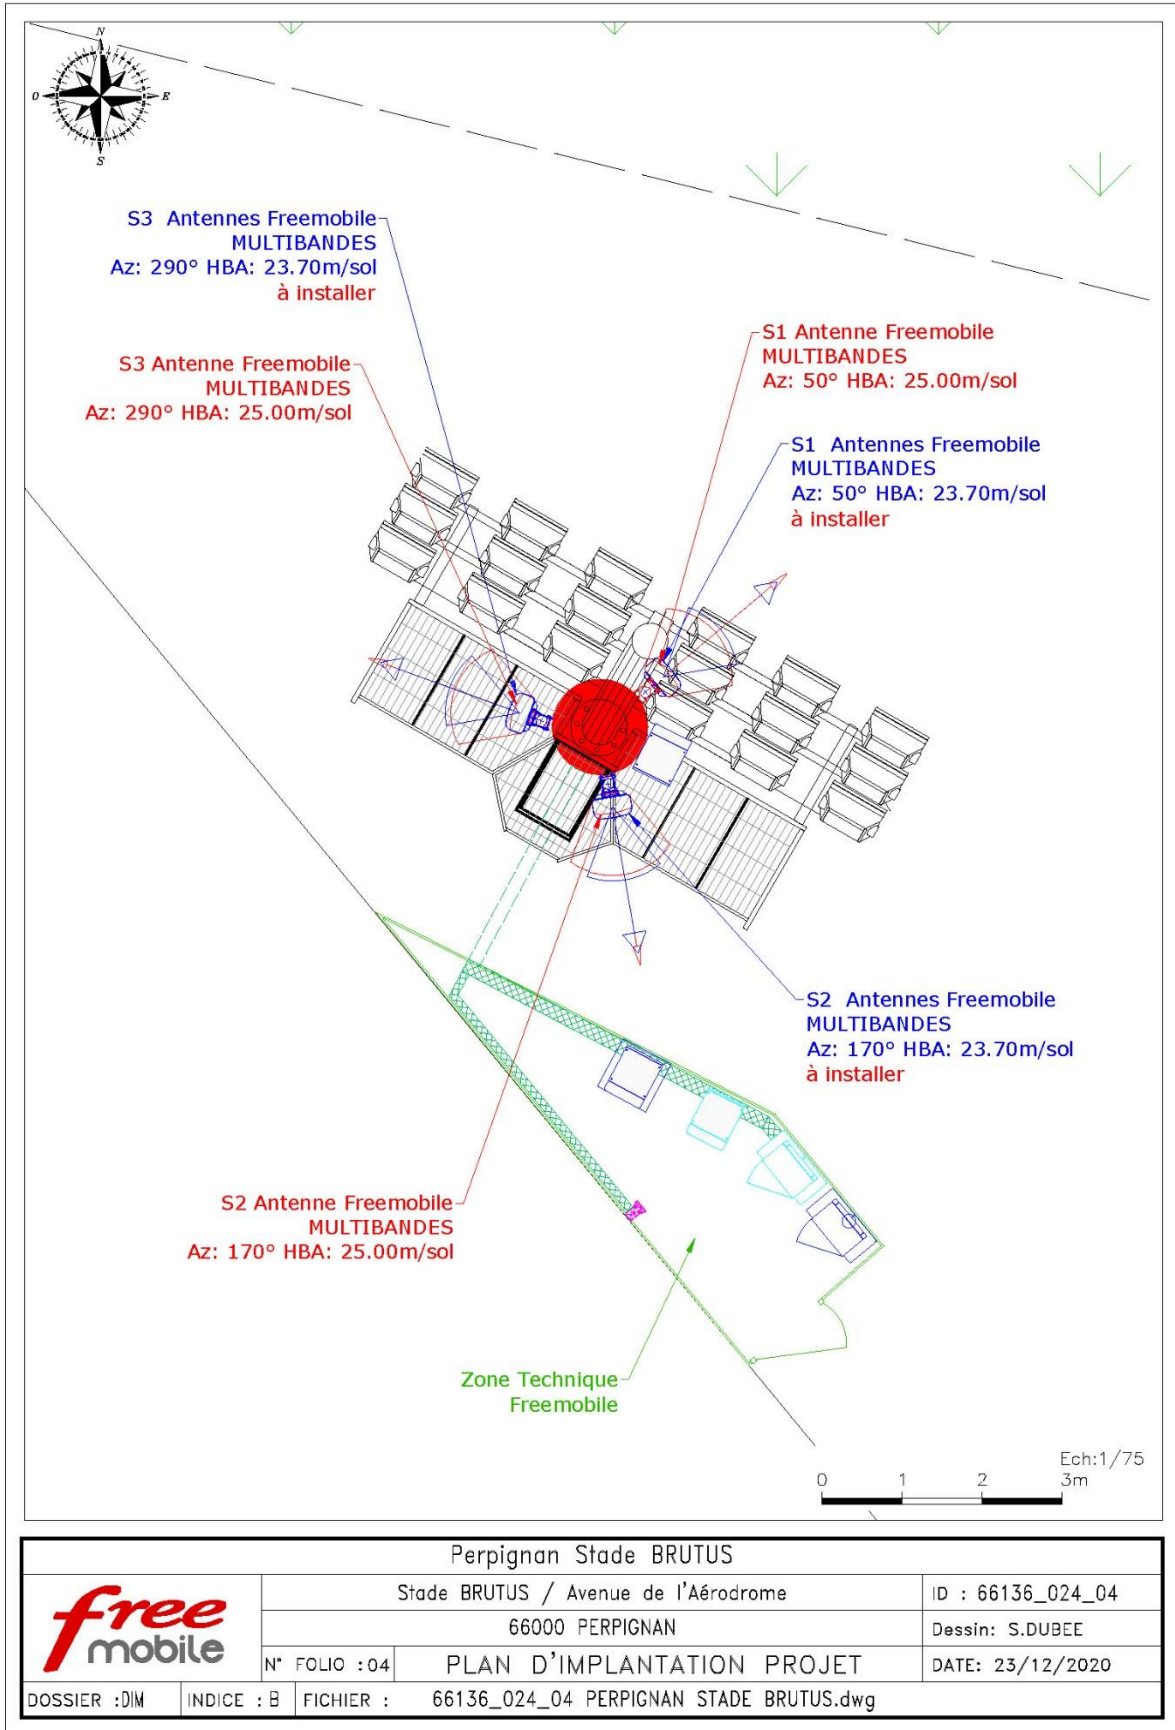 N
O
E
S
S3 Antennes Freemobile
MULTIBANDES
Az: 290° HBA: 23.70m/sol
à installer
S3 Antenne Freemobile
MULTIBANDES
Az: 290° HBA: 25.00m/sol
S1 Antenne Freemobile
MULTIBANDES
Az: 50° HBA: 25.00m/sol
S1 Antennes Freemobile
MULTIBANDES
Az: 50° HBA: 23.70m/sol
à installer
S2 Antennes Freemobile
MULTIBANDES
Az: 170° HBA: 23.70m/sol
à installer
S2 Antenne Freemobile
MULTIBANDES
Az: 170° HBA: 25.00m/sol
Zone Technique
Freemobile
Ech:1/75
0 1 2 3m
Perpignan Stade BRUTUS
free
mobile
Stade BRUTUS / Avenue de l'Aérodrome
ID : 66136_024_04
66000 PERPIGNAN
Dessin: S.DUBEE
N° FOLIO :04
PLAN D'IMPLANTATION PROJET
DATE: 23/12/2020
DOSSIER :DIM
INDICE : B
FICHIER : 66136_024_04 PERPIGNAN STADE BRUTUS.dwg